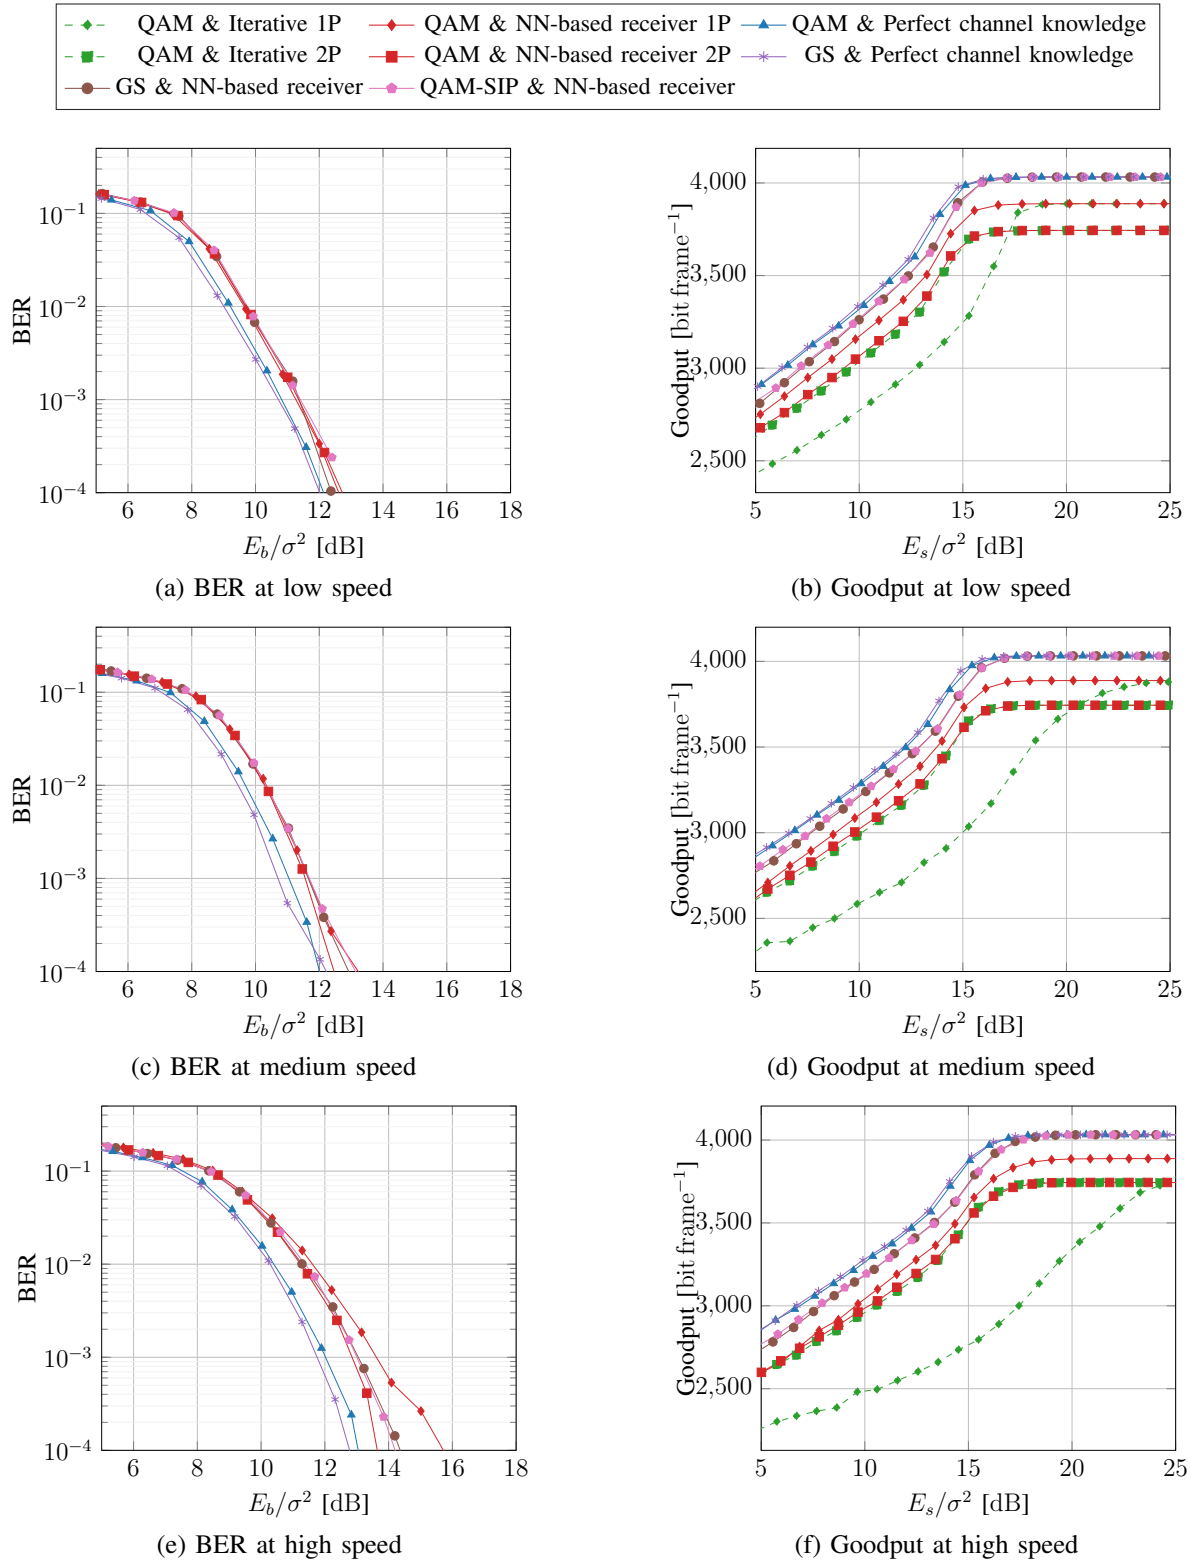 QAM & Iterative 1P QAM & NN-based receiver 1P QAM & Perfect channel knowledge
QAM & Iterative 2P QAM & NN-based receiver 2P GS & Perfect channel knowledge
GS & NN-based receiver QAM-SIP & NN-based receiver
BER
10⁻¹
10⁻²
10⁻³
10⁻⁴
6 8 10 12 14 16 18
E_b/σ² [dB]
(a) BER at low speed
Goodput [bit frame⁻¹]
4,000
3,500
3,000
2,500
5 10 15 20 25
E_s/σ² [dB]
(b) Goodput at low speed
BER
10⁻¹
10⁻²
10⁻³
10⁻⁴
6 8 10 12 14 16 18
E_b/σ² [dB]
(c) BER at medium speed
Goodput [bit frame⁻¹]
4,000
3,500
3,000
2,500
5 10 15 20 25
E_s/σ² [dB]
(d) Goodput at medium speed
BER
10⁻¹
10⁻²
10⁻³
10⁻⁴
6 8 10 12 14 16 18
E_b/σ² [dB]
(e) BER at high speed
Goodput [bit frame⁻¹]
4,000
3,500
3,000
2,500
5 10 15 20 25
E_s/σ² [dB]
(f) Goodput at high speed